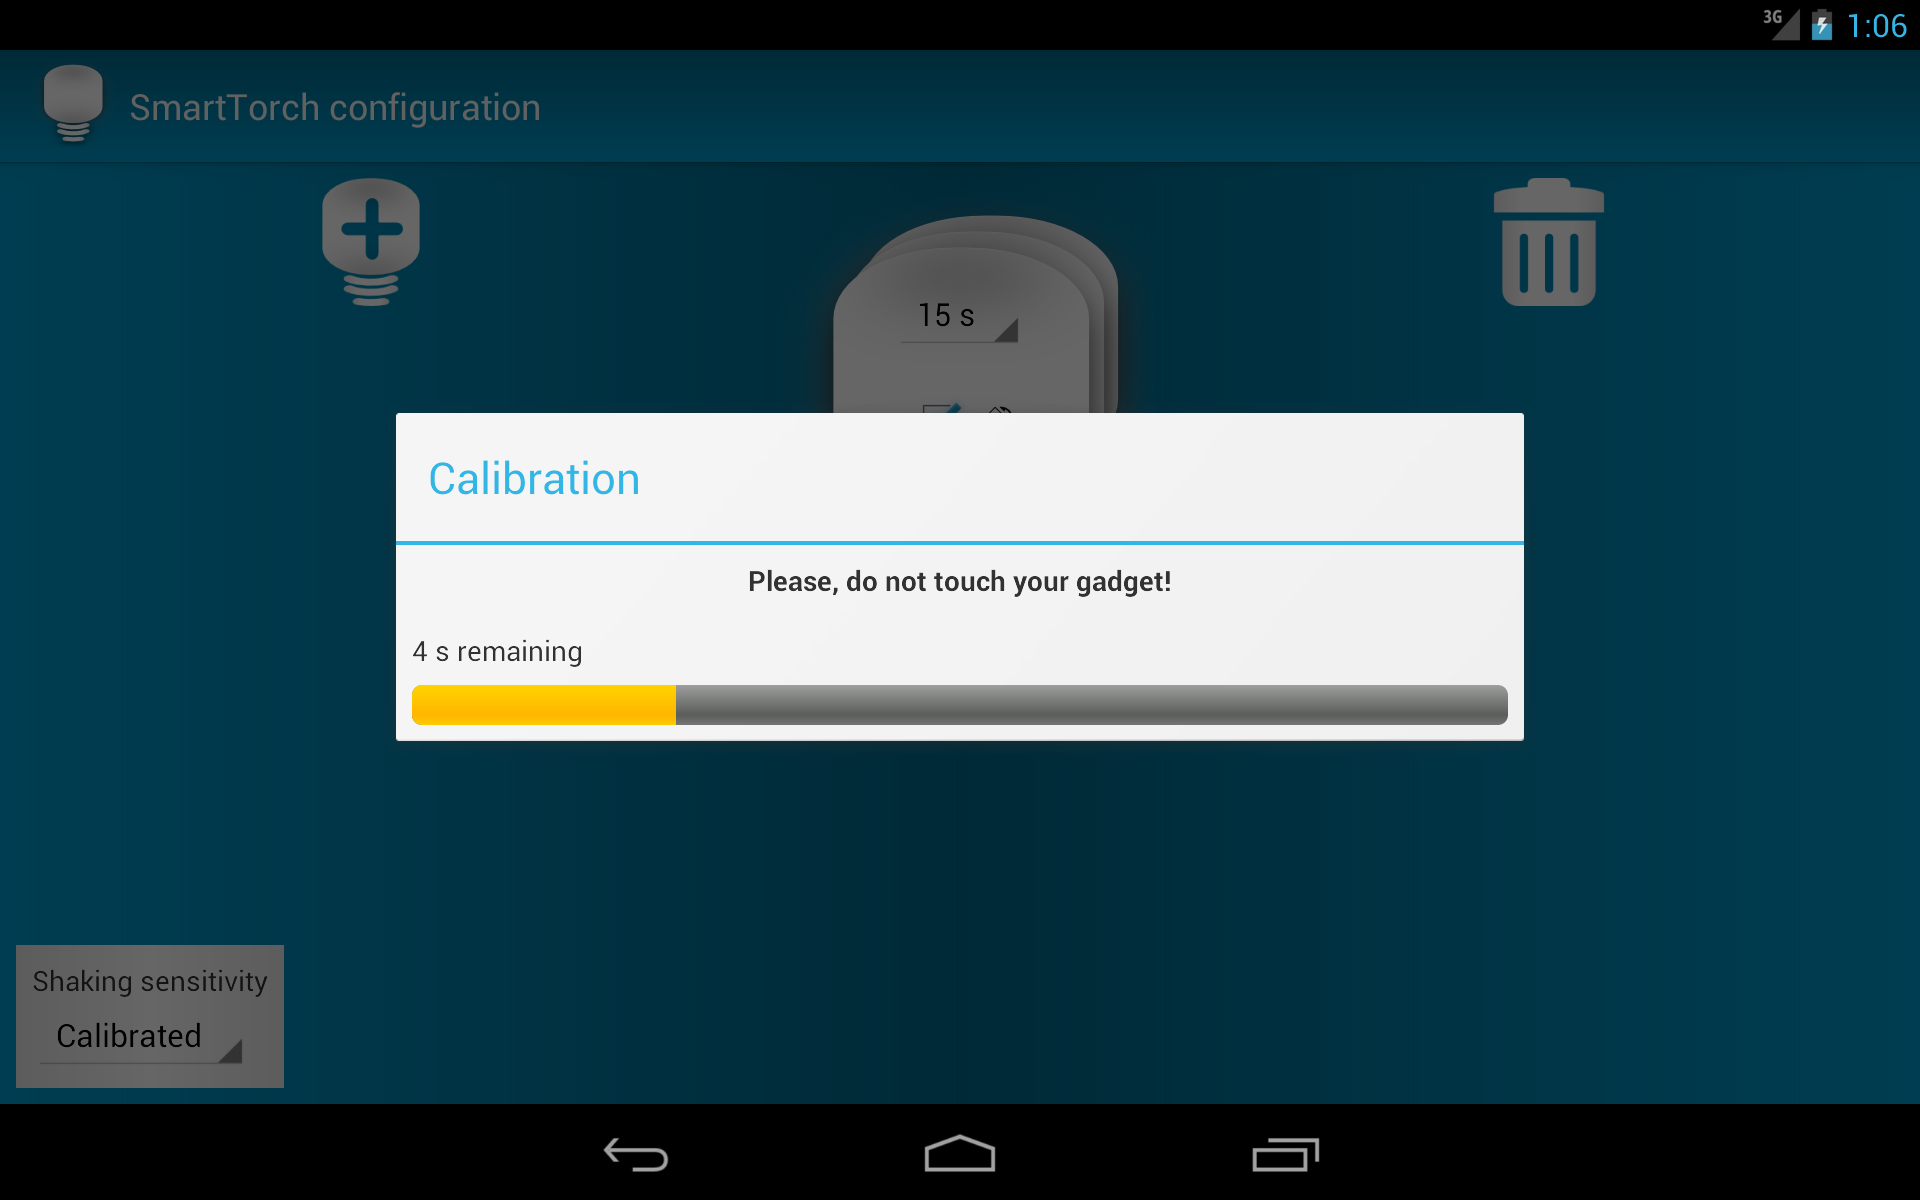 3G
1:06
SmartTorch configuration
15 s
Calibration
Please, do not touch your gadget!
4 s remaining
Shaking sensitivity
Calibrated